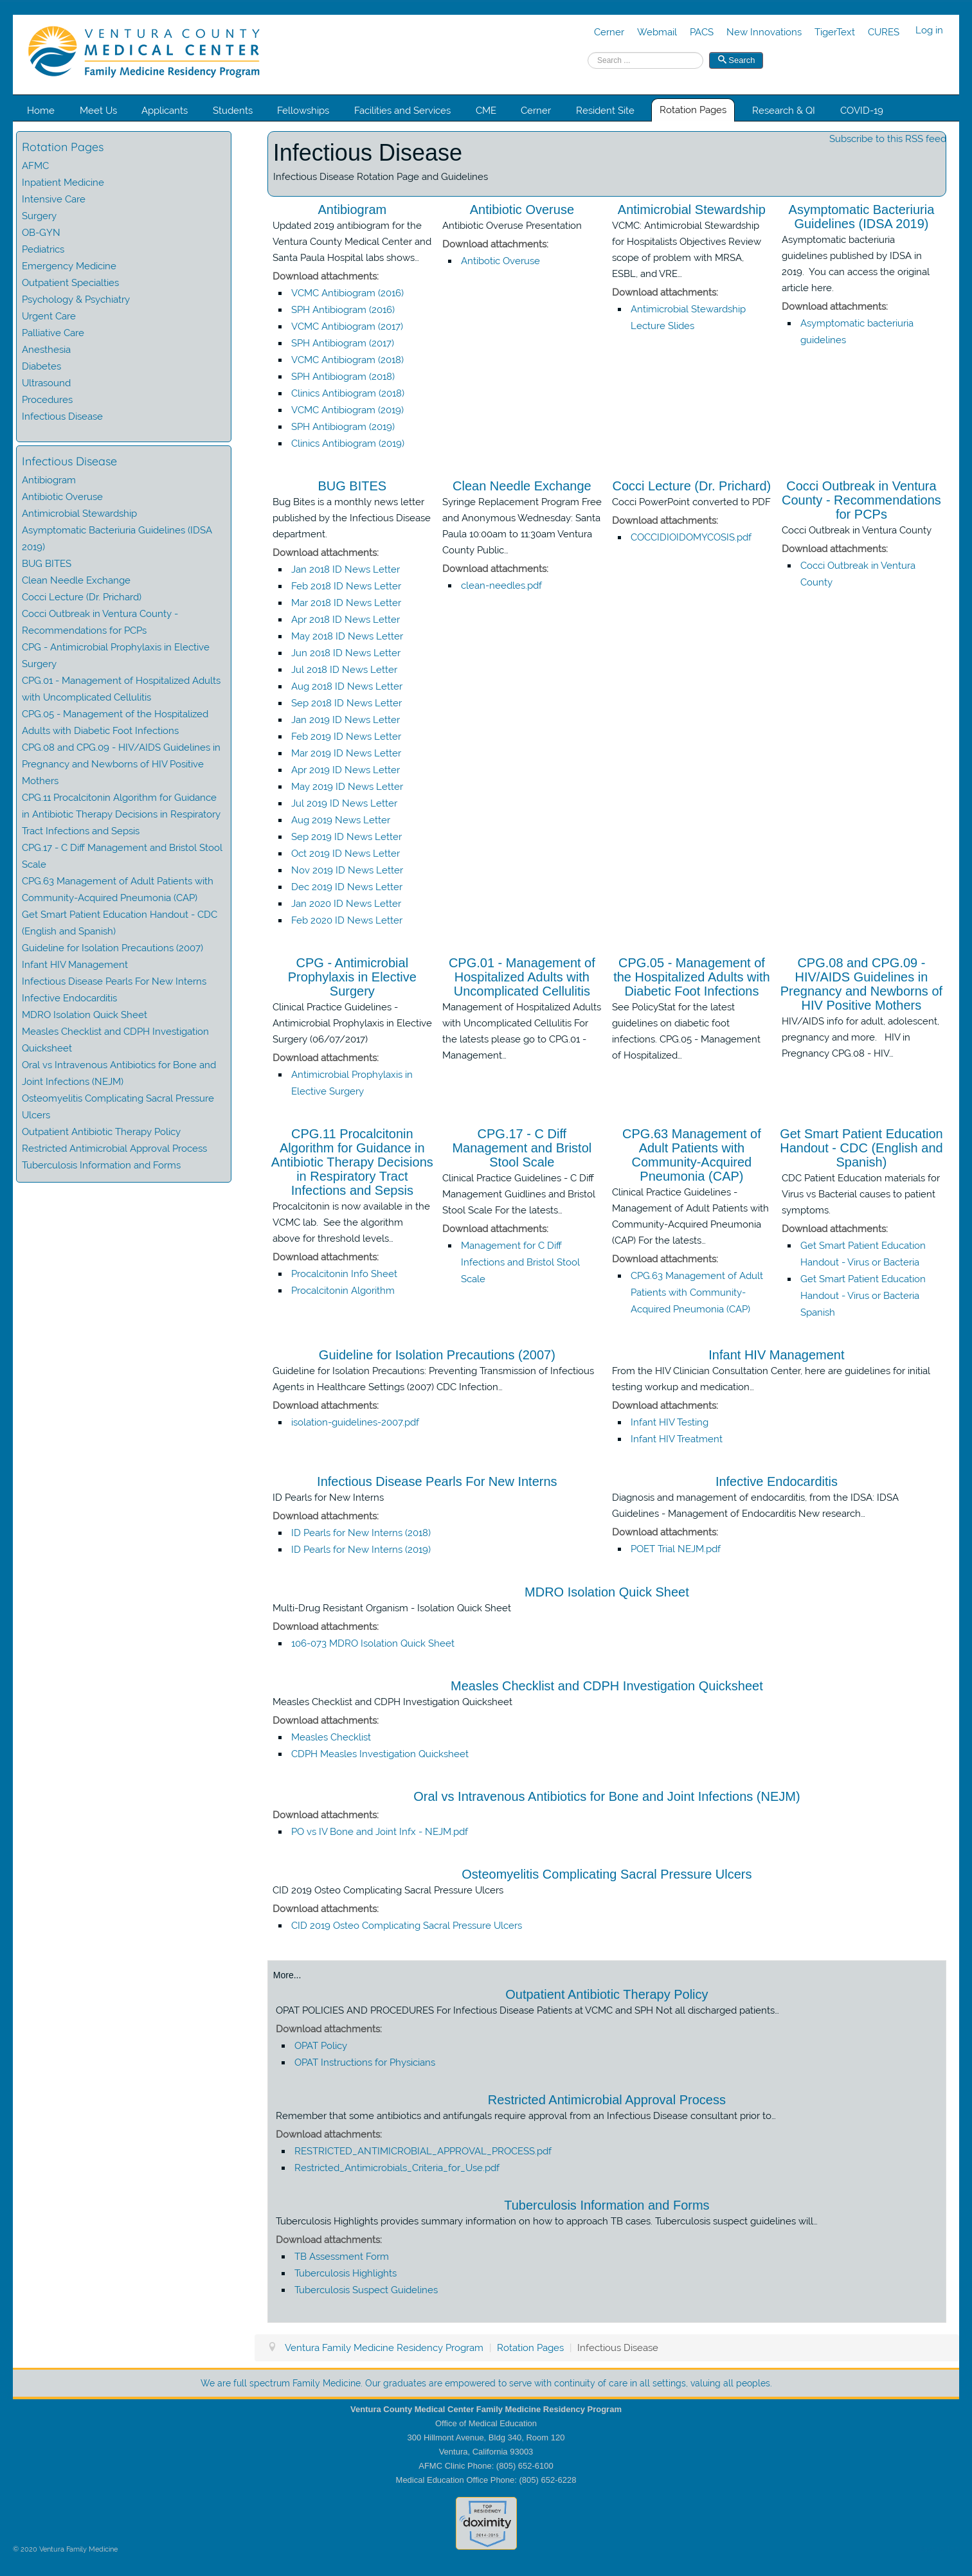 VENTURA COUNTY
MEDICAL CENTER
Family Medicine Residency Program
Cerner Webmail PACS New Innovations TigerText CURES Log in
Search ... Search
Home Meet Us Applicants Students Fellowships Facilities and Services CME Cerner Resident Site Rotation Pages Research & QI COVID-19
Rotation Pages
AFMC
Inpatient Medicine
Intensive Care
Surgery
OB-GYN
Pediatrics
Emergency Medicine
Outpatient Specialties
Psychology & Psychiatry
Urgent Care
Palliative Care
Anesthesia
Diabetes
Ultrasound
Procedures
Infectious Disease
Infectious Disease
Antibiogram
Antibiotic Overuse
Antimicrobial Stewardship
Asymptomatic Bacteriuria Guidelines (IDSA
2019)
BUG BITES
Clean Needle Exchange
Cocci Lecture (Dr. Prichard)
Cocci Outbreak in Ventura County -
Recommendations for PCPs
CPG - Antimicrobial Prophylaxis in Elective
Surgery
CPG.01 - Management of Hospitalized Adults
with Uncomplicated Cellulitis
CPG.05 - Management of the Hospitalized
Adults with Diabetic Foot Infections
CPG.08 and CPG.09 - HIV/AIDS Guidelines in
Pregnancy and Newborns of HIV Positive
Mothers
CPG.11 Procalcitonin Algorithm for Guidance
in Antibiotic Therapy Decisions in Respiratory
Tract Infections and Sepsis
CPG.17 - C Diff Management and Bristol Stool
Scale
CPG.63 Management of Adult Patients with
Community-Acquired Pneumonia (CAP)
Get Smart Patient Education Handout - CDC
(English and Spanish)
Guideline for Isolation Precautions (2007)
Infant HIV Management
Infectious Disease Pearls For New Interns
Infective Endocarditis
MDRO Isolation Quick Sheet
Measles Checklist and CDPH Investigation
Quicksheet
Oral vs Intravenous Antibiotics for Bone and
Joint Infections (NEJM)
Osteomyelitis Complicating Sacral Pressure
Ulcers
Outpatient Antibiotic Therapy Policy
Restricted Antimicrobial Approval Process
Tuberculosis Information and Forms
Subscribe to this RSS feed
Infectious Disease
Infectious Disease Rotation Page and Guidelines
Antibiogram
Updated 2019 antibiogram for the
Ventura County Medical Center and
Santa Paula Hospital labs shows...
Download attachments:
VCMC Antibiogram (2016)
SPH Antibiogram (2016)
VCMC Antibiogram (2017)
SPH Antibiogram (2017)
VCMC Antibiogram (2018)
SPH Antibiogram (2018)
Clinics Antibiogram (2018)
VCMC Antibiogram (2019)
SPH Antibiogram (2019)
Clinics Antibiogram (2019)
Antibiotic Overuse
Antibiotic Overuse Presentation
Download attachments:
Antibotic Overuse
Antimicrobial Stewardship
VCMC: Antimicrobial Stewardship
for Hospitalists Objectives Review
scope of problem with MRSA,
ESBL, and VRE...
Download attachments:
Antimicrobial Stewardship
Lecture Slides
Asymptomatic Bacteriuria
Guidelines (IDSA 2019)
Asymptomatic bacteriuria
guidelines published by IDSA in
2019. You can access the original
article here.
Download attachments:
Asymptomatic bacteriuria
guidelines
BUG BITES
Bug Bites is a monthly news letter
published by the Infectious Disease
department.
Download attachments:
Jan 2018 ID News Letter
Feb 2018 ID News Letter
Mar 2018 ID News Letter
Apr 2018 ID News Letter
May 2018 ID News Letter
Jun 2018 ID News Letter
Jul 2018 ID News Letter
Aug 2018 ID News Letter
Sep 2018 ID News Letter
Jan 2019 ID News Letter
Feb 2019 ID News Letter
Mar 2019 ID News Letter
Apr 2019 ID News Letter
May 2019 ID News Letter
Jul 2019 ID News Letter
Aug 2019 News Letter
Sep 2019 ID News Letter
Oct 2019 ID News Letter
Nov 2019 ID News Letter
Dec 2019 ID News Letter
Jan 2020 ID News Letter
Feb 2020 ID News Letter
Clean Needle Exchange
Syringe Replacement Program Free
and Anonymous Wednesday: Santa
Paula 10:00am to 11:30am Ventura
County Public...
Download attachments:
clean-needles.pdf
Cocci Lecture (Dr. Prichard)
Cocci PowerPoint converted to PDF
Download attachments:
COCCIDIOIDOMYCOSIS.pdf
Cocci Outbreak in Ventura
County - Recommendations
for PCPs
Cocci Outbreak in Ventura County
Download attachments:
Cocci Outbreak in Ventura
County
CPG - Antimicrobial
Prophylaxis in Elective
Surgery
Clinical Practice Guidelines -
Antimicrobial Prophylaxis in Elective
Surgery (06/07/2017)
Download attachments:
Antimicrobial Prophylaxis in
Elective Surgery
CPG.01 - Management of
Hospitalized Adults with
Uncomplicated Cellulitis
Management of Hospitalized Adults
with Uncomplicated Cellulitis For
the latests please go to CPG.01 -
Management...
CPG.05 - Management of
the Hospitalized Adults with
Diabetic Foot Infections
See PolicyStat for the latest
guidelines on diabetic foot
infections. CPG.05 - Management
of Hospitalized...
CPG.08 and CPG.09 -
HIV/AIDS Guidelines in
Pregnancy and Newborns of
HIV Positive Mothers
HIV/AIDS info for adult, adolescent,
pregnancy and more. HIV in
Pregnancy CPG.08 - HIV...
CPG.11 Procalcitonin
Algorithm for Guidance in
Antibiotic Therapy Decisions
in Respiratory Tract
Infections and Sepsis
Procalcitonin is now available in the
VCMC lab. See the algorithm
above for threshold levels...
Download attachments:
Procalcitonin Info Sheet
Procalcitonin Algorithm
CPG.17 - C Diff
Management and Bristol
Stool Scale
Clinical Practice Guidelines - C Diff
Management Guidlines and Bristol
Stool Scale For the latests...
Download attachments:
Management for C Diff
Infections and Bristol Stool
Scale
CPG.63 Management of
Adult Patients with
Community-Acquired
Pneumonia (CAP)
Clinical Practice Guidelines -
Management of Adult Patients with
Community-Acquired Pneumonia
(CAP) For the latests...
Download attachments:
CPG.63 Management of Adult
Patients with Community-
Acquired Pneumonia (CAP)
Get Smart Patient Education
Handout - CDC (English and
Spanish)
CDC Patient Education materials for
Virus vs Bacterial causes to patient
symptoms.
Download attachments:
Get Smart Patient Education
Handout - Virus or Bacteria
Get Smart Patient Education
Handout - Virus or Bacteria
Spanish
Guideline for Isolation Precautions (2007)
Guideline for Isolation Precautions: Preventing Transmission of Infectious
Agents in Healthcare Settings (2007) CDC Infection...
Download attachments:
isolation-guidelines-2007.pdf
Infant HIV Management
From the HIV Clinician Consultation Center, here are guidelines for initial
testing workup and medication...
Download attachments:
Infant HIV Testing
Infant HIV Treatment
Infectious Disease Pearls For New Interns
ID Pearls for New Interns
Download attachments:
ID Pearls for New Interns (2018)
ID Pearls for New Interns (2019)
Infective Endocarditis
Diagnosis and management of endocarditis, from the IDSA: IDSA
Guidelines - Management of Endocarditis New research...
Download attachments:
POET Trial NEJM.pdf
MDRO Isolation Quick Sheet
Multi-Drug Resistant Organism - Isolation Quick Sheet
Download attachments:
106-073 MDRO Isolation Quick Sheet
Measles Checklist and CDPH Investigation Quicksheet
Measles Checklist and CDPH Investigation Quicksheet
Download attachments:
Measles Checklist
CDPH Measles Investigation Quicksheet
Oral vs Intravenous Antibiotics for Bone and Joint Infections (NEJM)
Download attachments:
PO vs IV Bone and Joint Infx - NEJM.pdf
Osteomyelitis Complicating Sacral Pressure Ulcers
CID 2019 Osteo Complicating Sacral Pressure Ulcers
Download attachments:
CID 2019 Osteo Complicating Sacral Pressure Ulcers
More...
Outpatient Antibiotic Therapy Policy
OPAT POLICIES AND PROCEDURES For Infectious Disease Patients at VCMC and SPH Not all discharged patients...
Download attachments:
OPAT Policy
OPAT Instructions for Physicians
Restricted Antimicrobial Approval Process
Remember that some antibiotics and antifungals require approval from an Infectious Disease consultant prior to...
Download attachments:
RESTRICTED_ANTIMICROBIAL_APPROVAL_PROCESS.pdf
Restricted_Antimicrobials_Criteria_for_Use.pdf
Tuberculosis Information and Forms
Tuberculosis Highlights provides summary information on how to approach TB cases. Tuberculosis suspect guidelines will...
Download attachments:
TB Assessment Form
Tuberculosis Highlights
Tuberculosis Suspect Guidelines
Ventura Family Medicine Residency Program | Rotation Pages | Infectious Disease
We are full spectrum Family Medicine. Our graduates are empowered to serve with continuity of care in all settings, valuing all peoples.
Ventura County Medical Center Family Medicine Residency Program
Office of Medical Education
300 Hillmont Avenue, Bldg 340, Room 120
Ventura, California 93003
AFMC Clinic Phone: (805) 652-6100
Medical Education Office Phone: (805) 652-6228
TOP
RESIDENCY
doximity
2014-2015
© 2020 Ventura Family Medicine